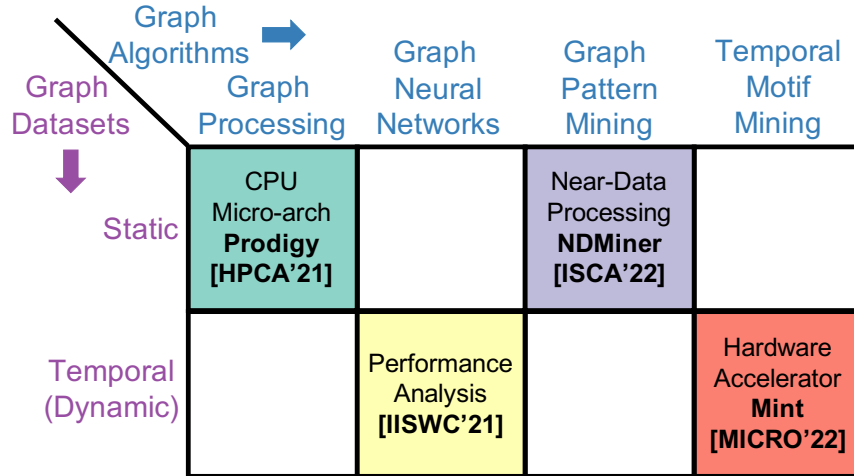 Graph
Algorithms
Graph
Datasets
Graph
Processing
Graph
Neural
Networks
Graph
Pattern
Mining
Temporal
Motif
Mining
Static
CPU
Micro-arch
Prodigy
[HPCA’21]
Near-Data
Processing
NDMiner
[ISCA’22]
Temporal
(Dynamic)
Performance
Analysis
[IISWC’21]
Hardware
Accelerator
Mint
[MICRO’22]